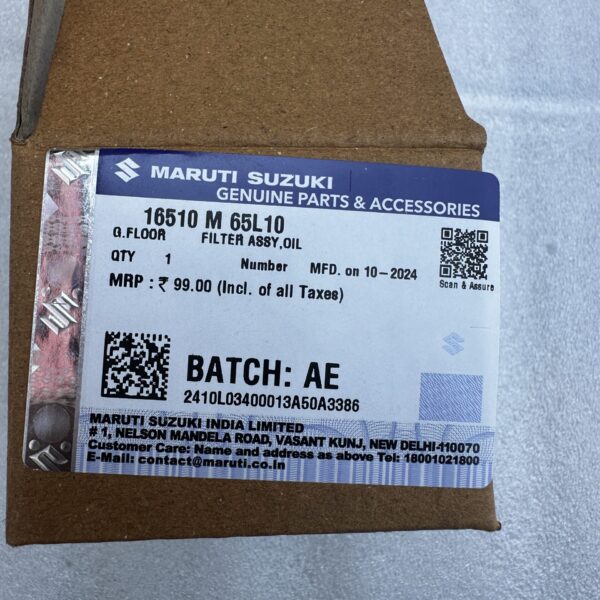 MARUTI SUZUKI
GENUINE PARTS & ACCESSORIES
16510 M 65L10
G.FLOOR FILTER ASSY,OIL
QTY 1 Number MFD. on 10-2024
MRP : ₹ 99.00 (Incl. of all Taxes)
Scan & Assure
BATCH: AE
2410L03400013A50A3386
MARUTI SUZUKI INDIA LIMITED
# 1, NELSON MANDELA ROAD, VASANT KUNJ, NEW DELHI-110070
Customer Care: Name and address as above Tel: 18001021800
E-Mail: contact@maruti.co.in